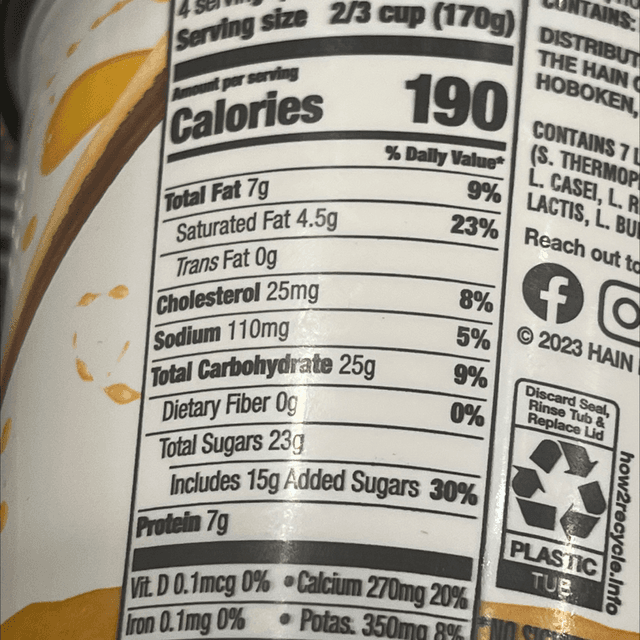 4 
Serving size 2/3 cup (170g)
Amount per serving
Calories 190
% Daily Value*
Total Fat 7g 9%
Saturated Fat 4.5g 23%
Trans Fat 0g
Cholesterol 25mg 8%
Sodium 110mg 5%
Total Carbohydrate 25g 9%
Dietary Fiber 0g 0%
Total Sugars 23g
Includes 15g Added Sugars 30%
Protein 7g
Vit. D 0.1mcg 0% • Calcium 270mg 20%
Iron 0.1mg 0% • Potas. 350mg 8%
CONTAINS:
DISTRIBUT
THE HAIN
HOBOKEN,
CONTAINS 7 L
(S. THERMOP
L. CASEI, L. R
LACTIS, L. BU
Reach out to
© 2023 HAIN
Discard Seal,
Rinse Tub &
Replace Lid
PLASTIC
TUB
how2recycle.info
*NO